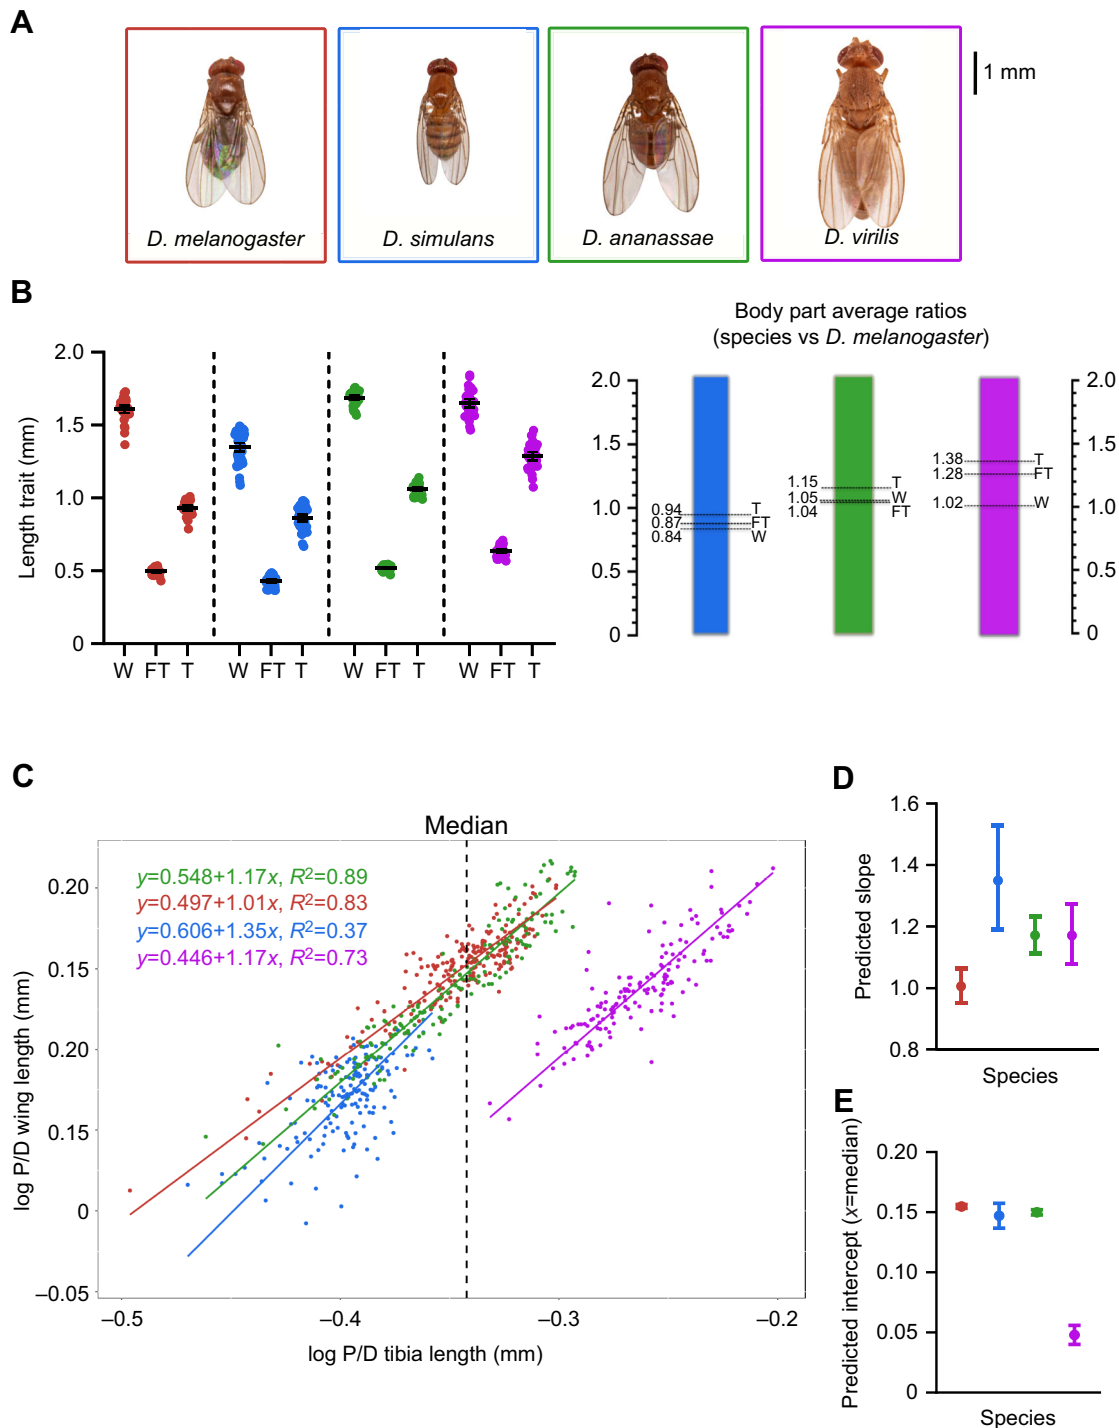 A
1 mm
D. melanogaster
D. simulans
D. ananassae
D. virilis
B
Length trait (mm)
2.0
1.5
1.0
0.5
0
W FT T
W FT T
W FT T
W FT T
Body part average ratios
(species vs D. melanogaster)
2.0
1.5
1.0
0.5
0
0.94 T
0.87 FT
0.84 W
1.15 T
1.05 W
1.04 FT
1.38 T
1.28 FT
1.02 W
2.0
1.5
1.0
0.5
0
C
Median
y=0.548+1.17x, R²=0.89
y=0.497+1.01x, R²=0.83
y=0.606+1.35x, R²=0.37
y=0.446+1.17x, R²=0.73
log P/D wing length (mm)
0.20
0.15
0.20
0.15
0
–0.05
–0.5
–0.4
–0.3
–0.2
log P/D tibia length (mm)
D
Predicted slope
1.6
1.4
1.2
1.0
0.8
Species
E
Predicted intercept (x=median)
0.20
0.15
0.10
0.05
0
Species